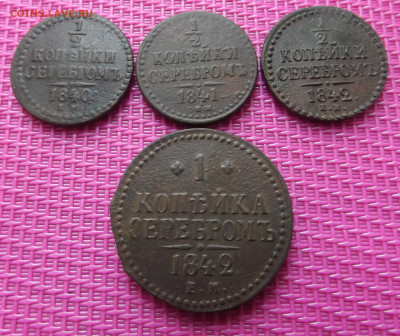 Coins.Lave.ru
1
2
КОПѢЙКИ
СЕРЕБРОМЪ
1840
1
2
КОПѢЙКИ
СЕРЕБРОМЪ
1841
1
2
КОПѢЙКИ
СЕРЕБРОМЪ
1842
1
КОПѢЙКА
СЕРЕБРОМЪ
1842
Е. М.